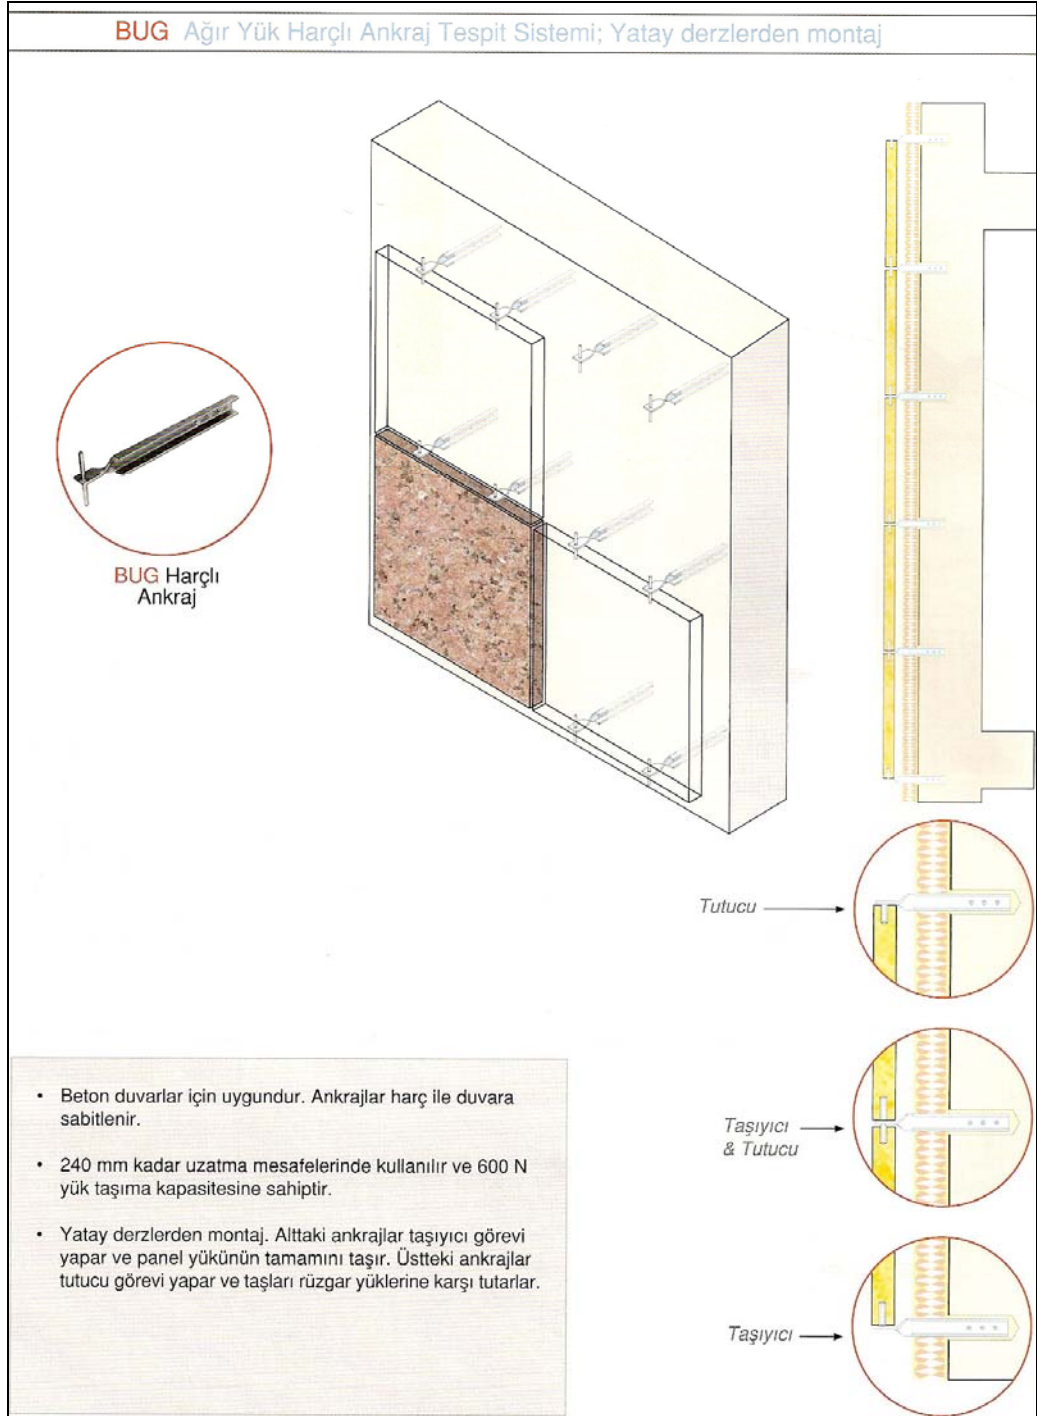 BUG Ağır Yük Harçlı Ankraj Tespit Sistemi; Yatay derzlerden montaj
BUG Harçlı
Ankraj
Tutucu
Taşıyıcı
& Tutucu
Taşıyıcı
• Beton duvarlar için uygundur. Ankrajlar harç ile duvara
sabitlenir.
• 240 mm kadar uzatma mesafelerinde kullanılır ve 600 N
yük taşıma kapasitesine sahiptir.
• Yatay derzlerden montaj. Alttaki ankrajlar taşıyıcı görevi
yapar ve panel yükünün tamamını taşır. Üstteki ankrajlar
tutucu görevi yapar ve taşları rüzgar yüklerine karşı tutarlar.